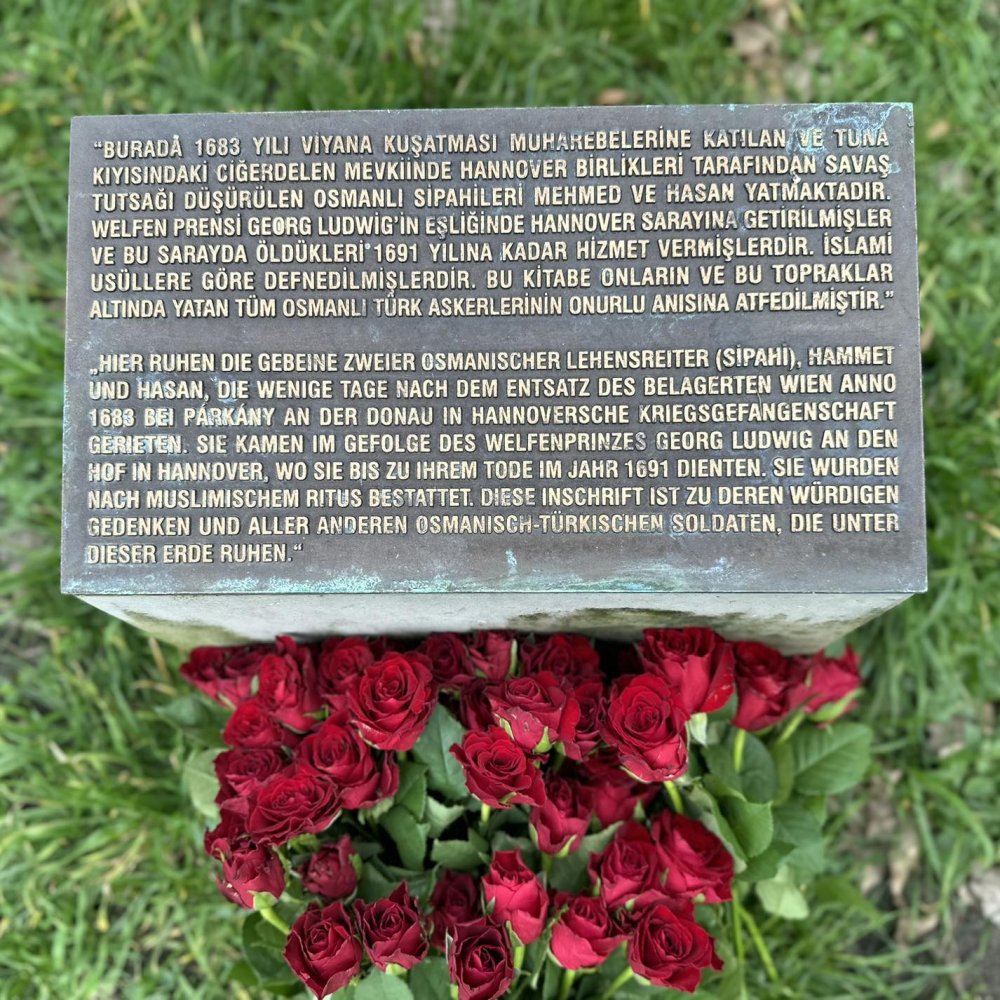 “BURADA 1683 YILI VİYANA KUŞATMASI MUHAREBELERİNE KATILAN VE TUNA
KIYISINDAKİ CİĞERDELEN MEVKİİNDE HANNOVER BİRLİKLERİ TARAFINDAN SAVAŞ
TUTSAĞI DÜŞÜRÜLEN OSMANLI SİPAHİLERİ MEHMED VE HASAN YATMAKTADIR.
WELFEN PRENSİ GEORG LUDWIG'İN EŞLİĞİNDE HANNOVER SARAYINA GETİRİLMİŞLER
VE BU SARAYDA ÖLDÜKLERİ 1691 YILINA KADAR HİZMET VERMİŞLERDİR. İSLAMİ
USÜLLERE GÖRE DEFNEDİLMİŞLERDİR. BU KİTABE ONLARIN VE BU TOPRAKLAR
ALTINDA YATAN TÜM OSMANLI TÜRK ASKERLERİNİN ONURLU ANISINA ATFEDİLMİŞTİR.”
„HIER RUHEN DIE GEBEINE ZWEIER OSMANISCHER LEHENSREITER (SİPAHİ), HAMMET
UND HASAN, DIE WENIGE TAGE NACH DEM ENTSATZ DES BELAGERTEN WIEN ANNO
1683 BEI PÁRKÁNY AN DER DONAU IN HANNOVERSCHE KRIEGSGEFANGENSCHAFT
GERIETEN. SIE KAMEN IM GEFOLGE DES WELFENPRINZES GEORG LUDWIG AN DEN
HOF IN HANNOVER, WO SIE BIS ZU IHREM TODE IM JAHR 1691 DIENTEN. SIE WURDEN
NACH MUSLIMISCHEM RITUS BESTATTET. DIESE INSCHRIFT IST ZU DEREN WÜRDIGEN
GEDENKEN UND ALLER ANDEREN OSMANISCH-TÜRKISCHEN SOLDATEN, DIE UNTER
DIESER ERDE RUHEN.“